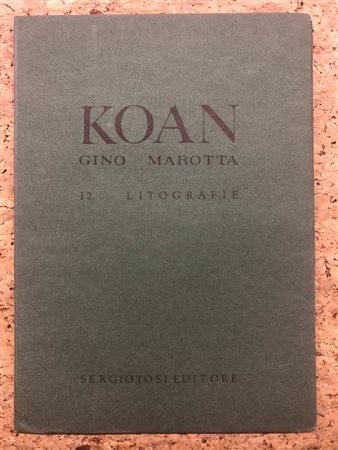 KOAN
GINO MAROTTA
12 LITOGRAFIE
SERGIOTOSI EDITORE